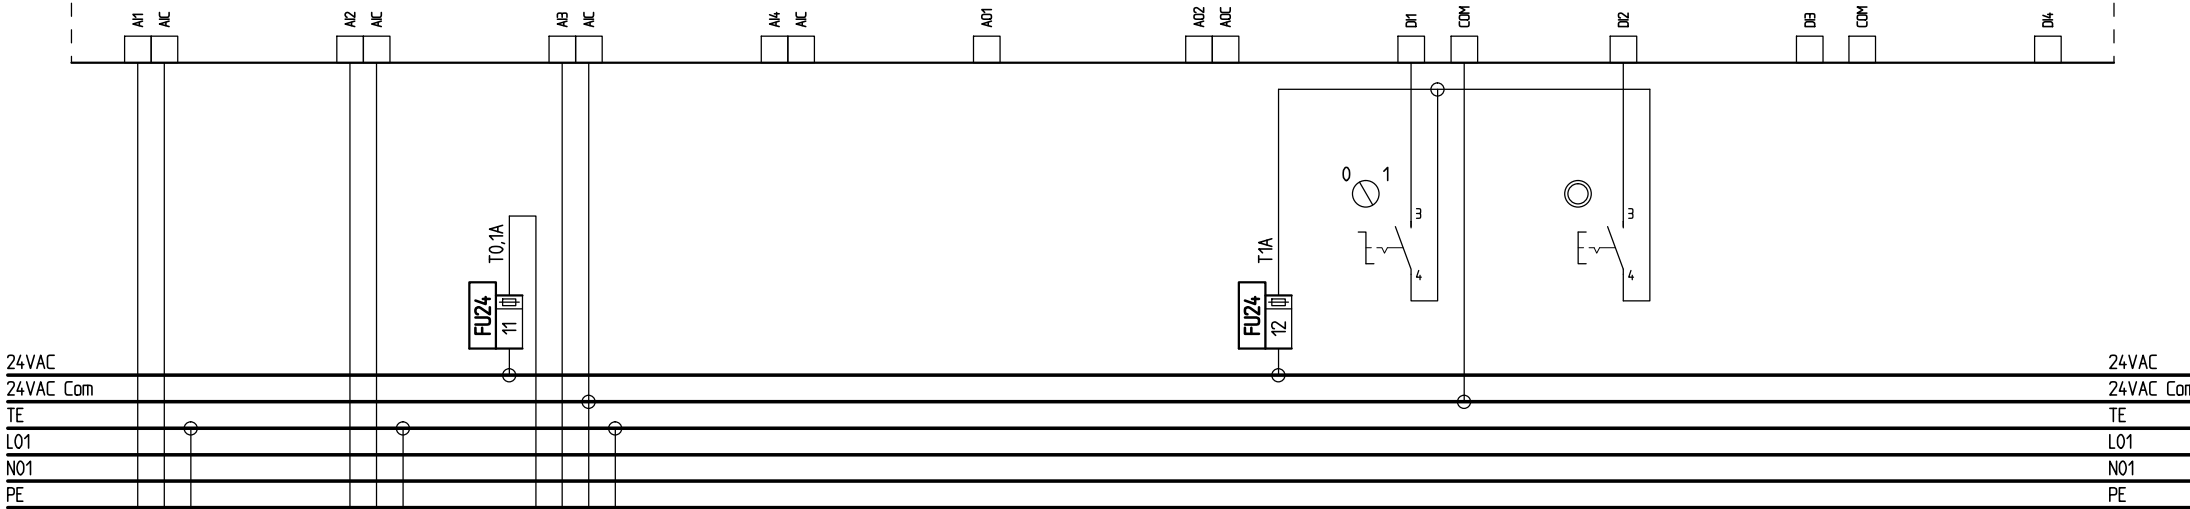 AI1 AIC AI2 AIC AI3 AIC AI4 AIC AO1 AO2 AOC DI1 COM DI2 DI3 COM DI4
0 1
3 3
T0,1A T1A
4 4
FU24 11 FU24 12
24VAC 24VAC
24VAC Com 24VAC Com
TE TE
L01 L01
N01 N01
PE PE